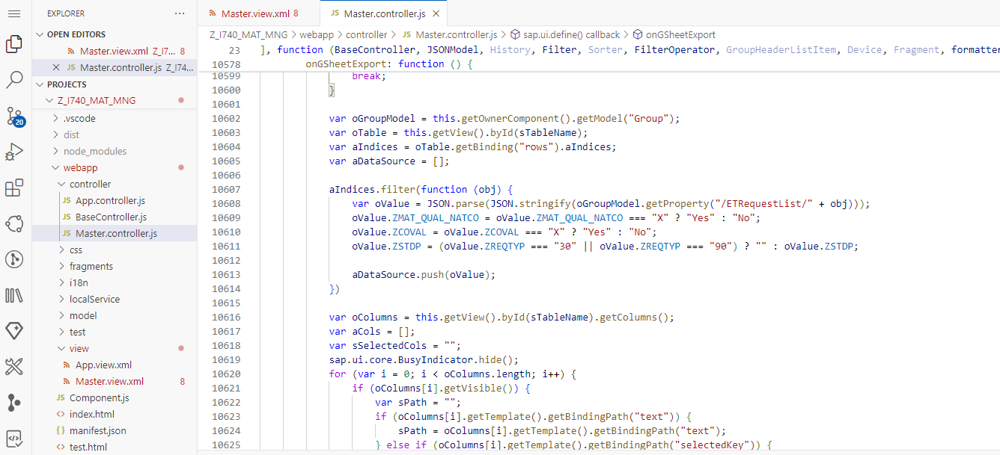 EXPLORER
···
OPEN EDITORS
Master.view.xml Z_I7... 8
JS Master.controller.js Z_I74...
PROJECTS
Z_I740_MAT_MNG
.vscode
dist
node_modules
webapp
controller
JS App.controller.js
JS BaseController.js
JS Master.controller.js
css
fragments
i18n
localService
model
test
view
App.view.xml
Master.view.xml 8
JS Component.js
<> index.html
{} manifest.json
<> test.html
20
Master.view.xml 8
JS Master.controller.js
Z_I740_MAT_MNG > webapp > controller > JS Master.controller.js > sap.ui.define() callback > onGSheetExport
23 ], function (BaseController, JSONModel, History, Filter, Sorter, FilterOperator, GroupHeaderListItem, Device, Fragment, formatter
10578 onGSheetExport: function () {
10599 break;
10600 }
10601
10602 var oGroupModel = this.getOwnerComponent().getModel("Group");
10603 var oTable = this.getView().byId(sTableName);
10604 var aIndices = oTable.getBinding("rows").aIndices;
10605 var aDataSource = [];
10606
10607 aIndices.filter(function (obj) {
10608 var oValue = JSON.parse(JSON.stringify(oGroupModel.getProperty("/ETRequestList/" + obj)));
10609 oValue.ZMAT_QUAL_NATCO = oValue.ZMAT_QUAL_NATCO === "X" ? "Yes" : "No";
10610 oValue.ZCOVAL = oValue.ZCOVAL === "X" ? "Yes" : "No";
10611 oValue.ZSTDP = (oValue.ZREQTYP === "30" || oValue.ZREQTYP === "90") ? "" : oValue.ZSTDP;
10612
10613 aDataSource.push(oValue);
10614 })
10615
10616 var oColumns = this.getView().byId(sTableName).getColumns();
10617 var aCols = [];
10618 var sSelectedCols = "";
10619 sap.ui.core.BusyIndicator.hide();
10620 for (var i = 0; i < oColumns.length; i++) {
10621 if (oColumns[i].getVisible()) {
10622 var sPath = "";
10623 if (oColumns[i].getTemplate().getBindingPath("text")) {
10624 sPath = oColumns[i].getTemplate().getBindingPath("text");
10625 } else if (oColumns[i].getTemplate().getBindingPath("selectedKey")) {